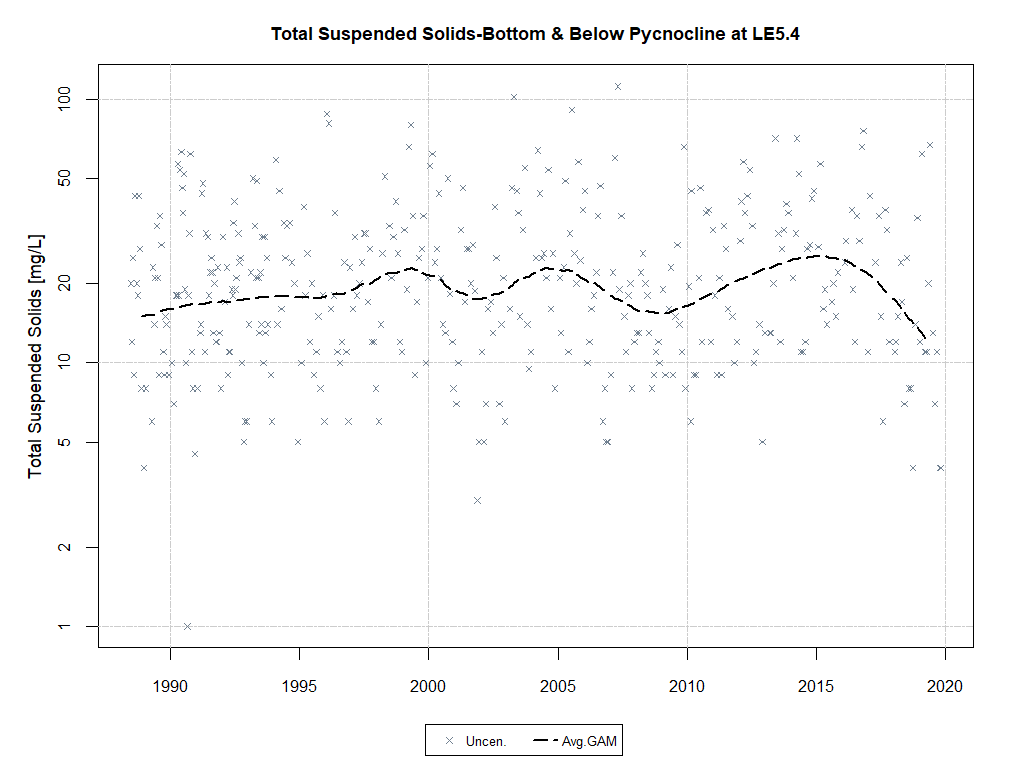 Total Suspended Solids-Bottom & Below Pycnocline at LE5.4
Total Suspended Solids [mg/L]
100
50
20
10
5
2
1
1990 1995 2000 2005 2010 2015 2020
Uncen. Avg.GAM